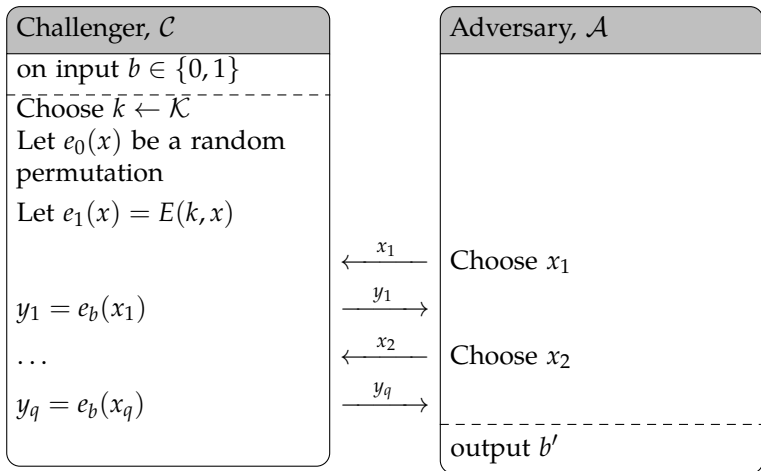 Challenger, 𝒞
on input b ∈ {0, 1}
Choose k ← 𝒦
Let e₀(x) be a random
permutation
Let e₁(x) = E(k, x)
y₁ = e_b(x₁)
...
y_q = e_b(x_q)
x₁
y₁
x₂
y_q
Adversary, 𝒜
Choose x₁
Choose x₂
output b′